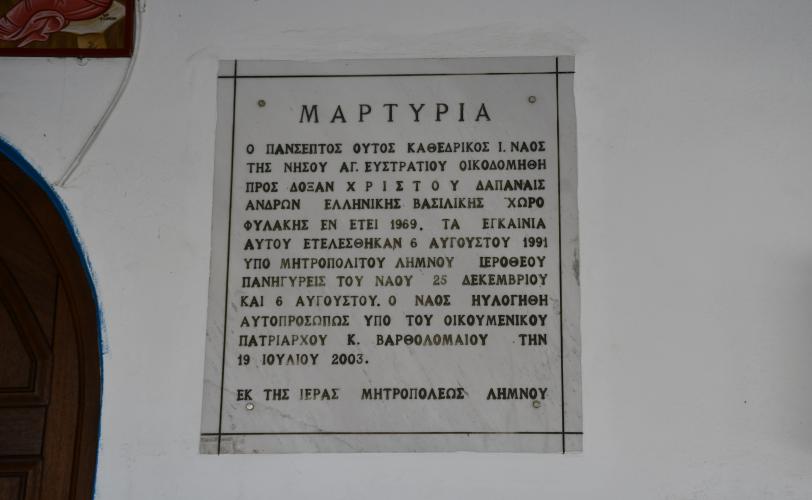 ΜΑΡΤΥΡΙΑ
Ο ΠΑΝΣΕΠΤΟΣ ΟΥΤΟΣ ΚΑΘΕΔΡΙΚΟΣ Ι. ΝΑΟΣ
ΤΗΣ ΝΗΣΟΥ ΑΓ. ΕΥΣΤΡΑΤΙΟΥ ΟΙΚΟΔΟΜΗΘΗ
ΠΡΟΣ ΔΟΞΑΝ ΧΡΙΣΤΟΥ ΔΑΠΑΝΑΙΣ
ΑΝΔΡΩΝ ΕΛΛΗΝΙΚΗΣ ΒΑΣΙΛΙΚΗΣ ΧΩΡΟ
ΦΥΛΑΚΗΣ ΕΝ ΕΤΕΙ 1969. ΤΑ ΕΓΚΑΙΝΙΑ
ΑΥΤΟΥ ΕΤΕΛΕΣΘΗΚΑΝ 6 ΑΥΓΟΥΣΤΟΥ 1991
ΥΠΟ ΜΗΤΡΟΠΟΛΙΤΟΥ ΛΗΜΝΟΥ ΙΕΡΟΘΕΟΥ
ΠΑΝΗΓΥΡΕΙΣ ΤΟΥ ΝΑΟΥ 25 ΔΕΚΕΜΒΡΙΟΥ
ΚΑΙ 6 ΑΥΓΟΥΣΤΟΥ. Ο ΝΑΟΣ ΗΥΛΟΓΗΘΗ
ΑΥΤΟΠΡΟΣΩΠΩΣ ΥΠΟ ΤΟΥ ΟΙΚΟΥΜΕΝΙΚΟΥ
ΠΑΤΡΙΑΡΧΟΥ Κ. ΒΑΡΘΟΛΟΜΑΙΟΥ ΤΗΝ
19 ΙΟΥΛΙΟΥ 2003.
ΕΚ ΤΗΣ ΙΕΡΑΣ ΜΗΤΡΟΠΟΛΕΩΣ ΛΗΜΝΟΥ